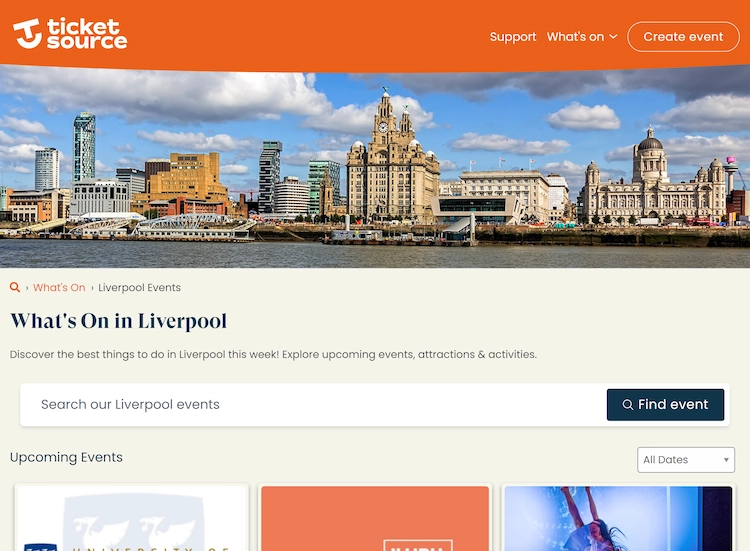 ticket
source
Support What's on Create event
What's On › Liverpool Events
What's On in Liverpool
Discover the best things to do in Liverpool this week! Explore upcoming events, attractions & activities.
Search our Liverpool events Find event
Upcoming Events All Dates
UNIVERSITY OF